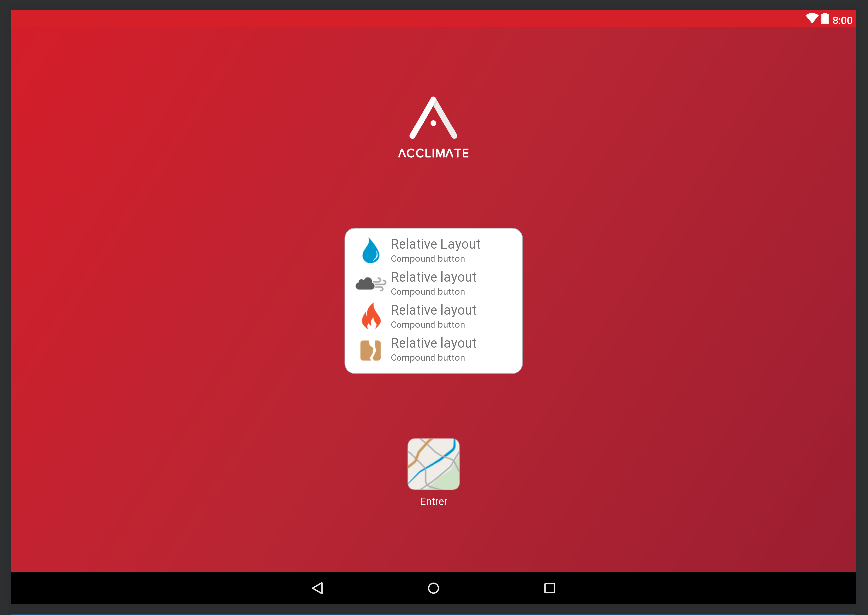 8:00
ACCLIMATE
Relative Layout
Compound button
Relative layout
Compound button
Relative layout
Compound button
Relative layout
Compound button
Entrer